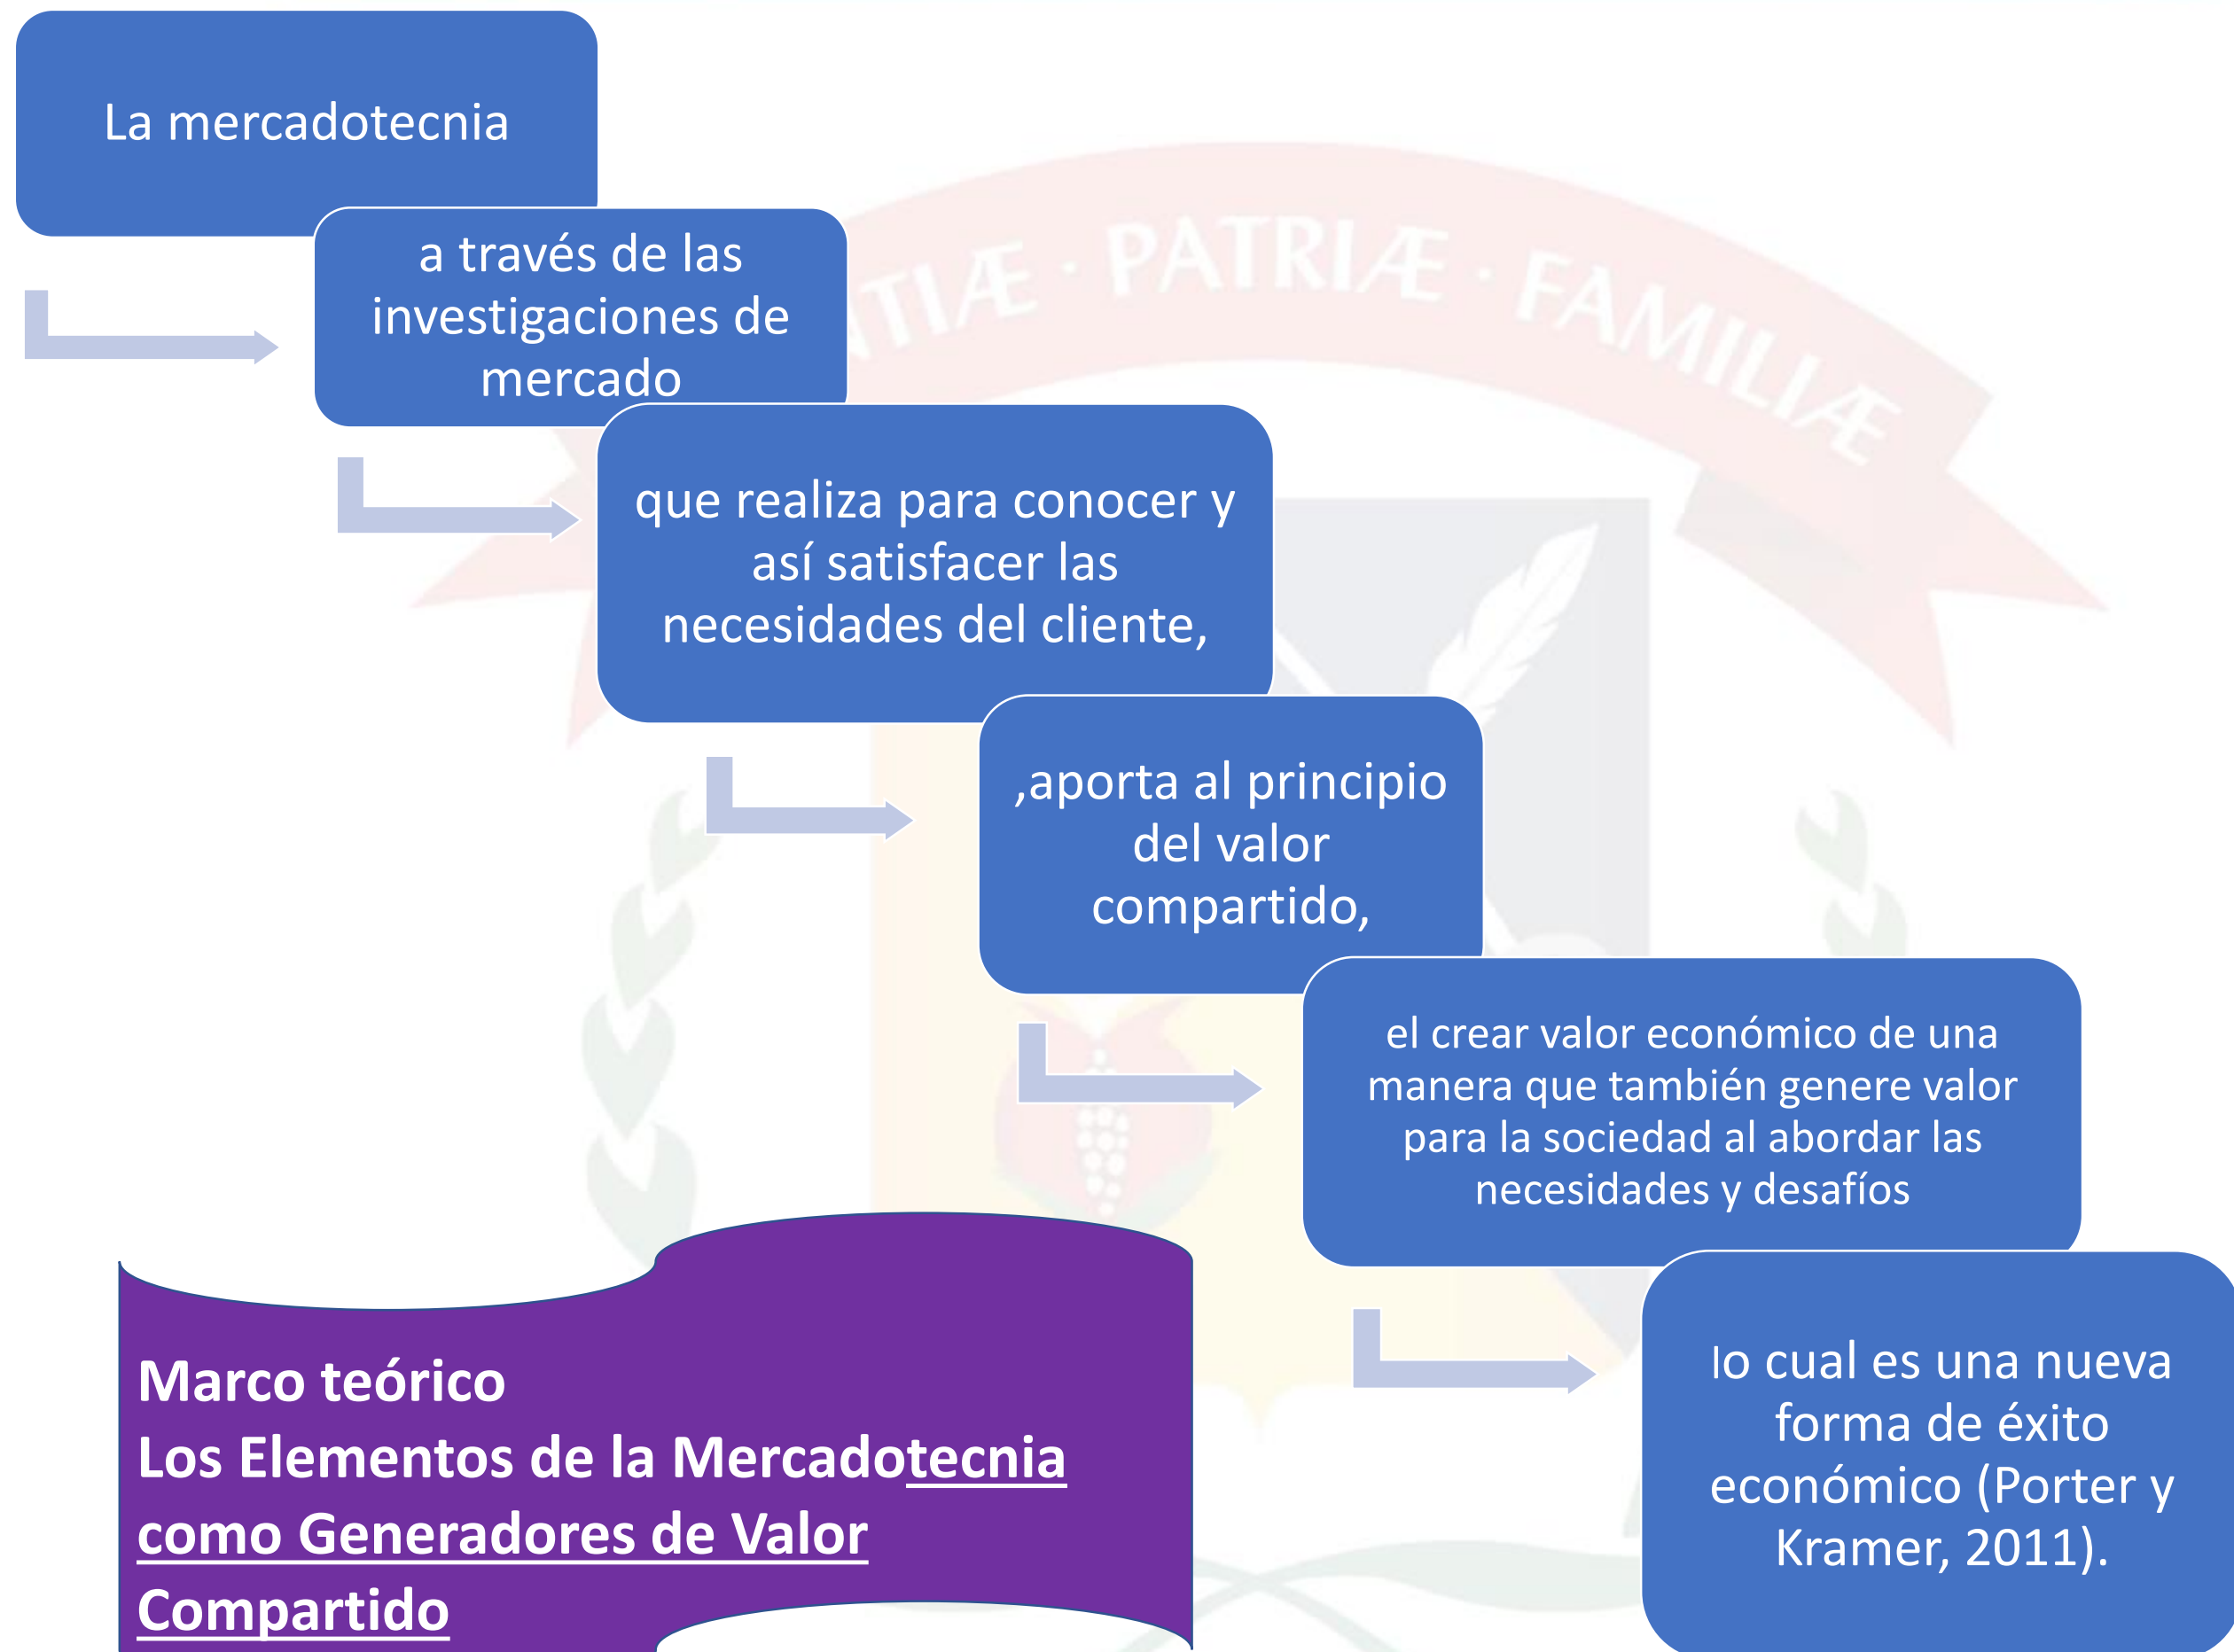 La mercadotecnia
a través de las
investigaciones de
mercado
que realiza para conocer y
así satisfacer las
necesidades del cliente,
,aporta al principio
del valor
compartido,
el crear valor económico de una
manera que también genere valor
para la sociedad al abordar las
necesidades y desafíos
lo cual es una nueva
forma de éxito
económico (Porter y
Kramer, 2011).
Marco teórico
Los Elementos de la Mercadotecnia
como Generadores de Valor
Compartido
TIÆ · PATRIÆ · FAMILIÆ